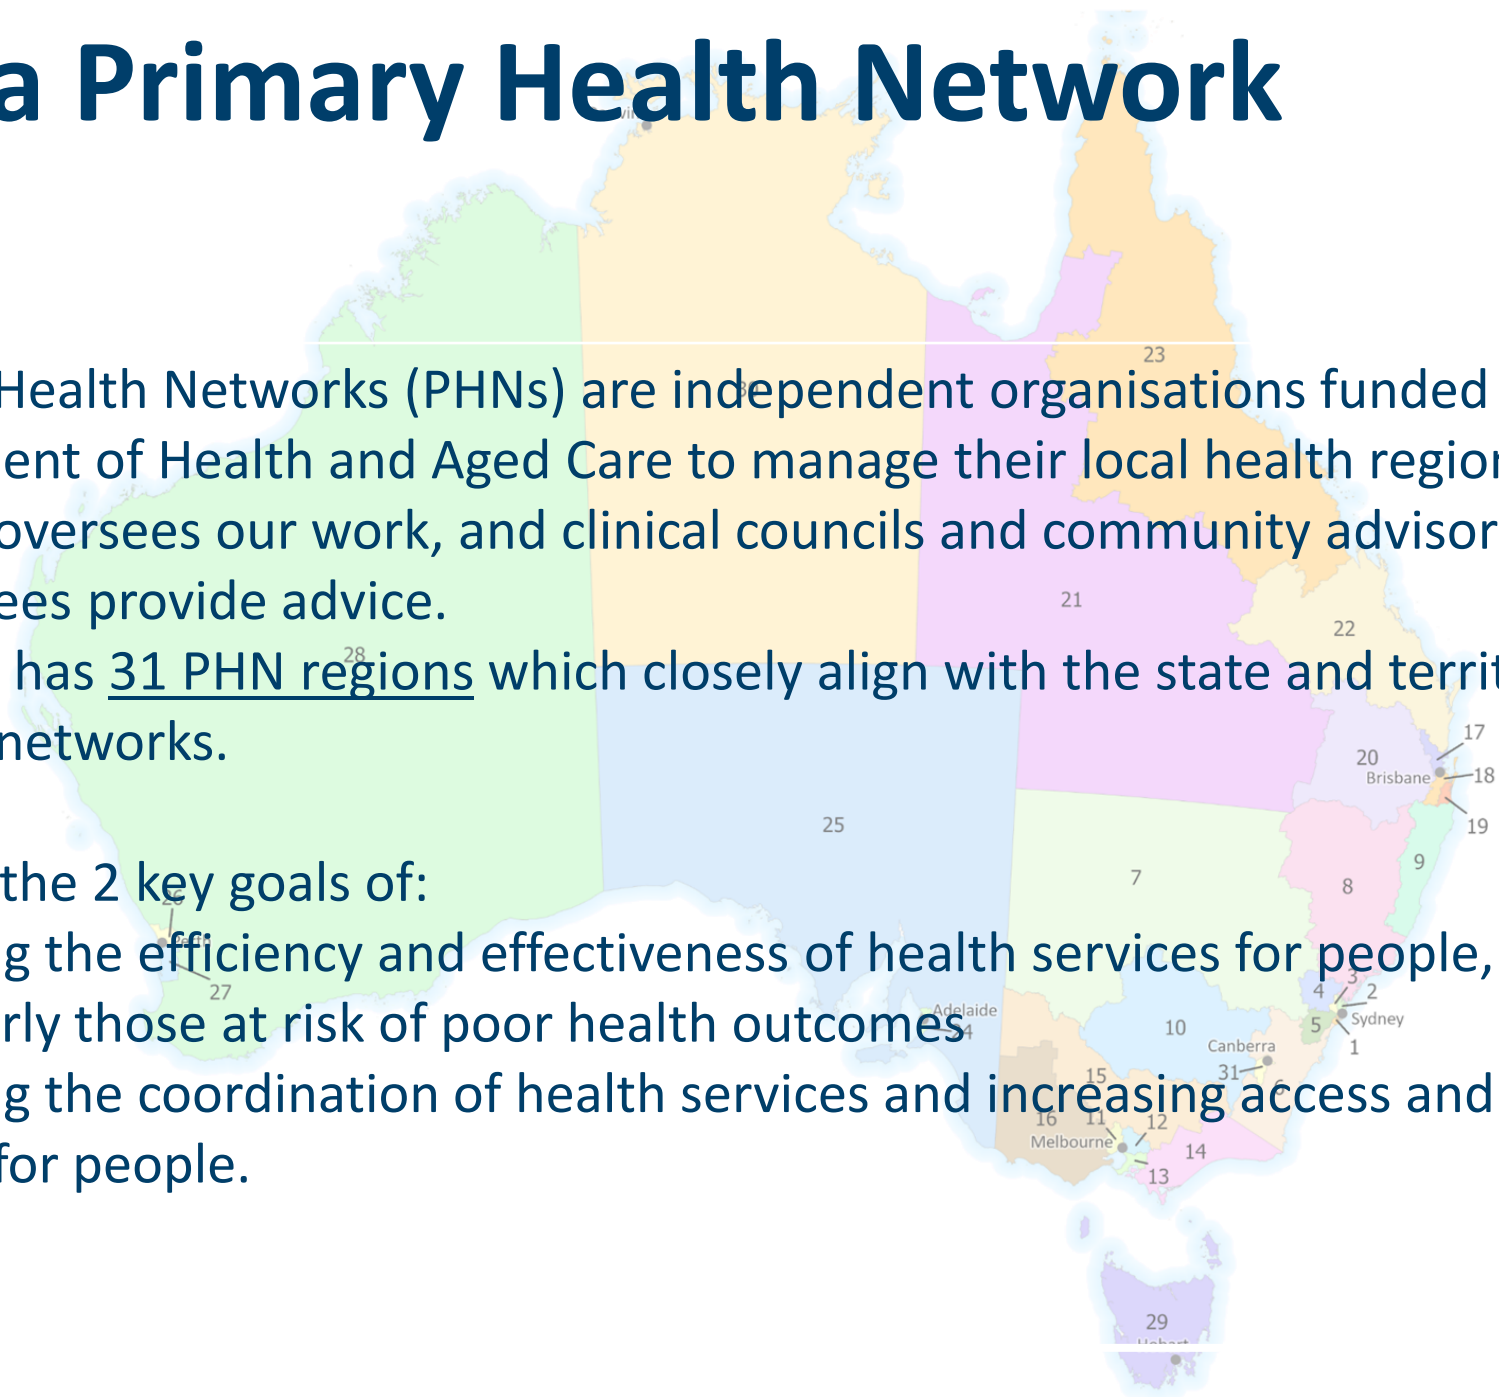 a Primary Health Network
Health Networks (PHNs) are independent organisations funded
ent of Health and Aged Care to manage their local health region
oversees our work, and clinical councils and community advisor
ees provide advice.
has 31 PHN regions which closely align with the state and territ
networks.
the 2 key goals of:
g the efficiency and effectiveness of health services for people,
rly those at risk of poor health outcomes
g the coordination of health services and increasing access and
for people.
23
21
22
28
17
20
Brisbane
18
19
25
7
8
9
26
Perth
27
3
4
2
Sydney
5
1
Adelaide
24
10
Canberra
31
6
15
16
11
12
Melbourne
14
13
29
Hobart